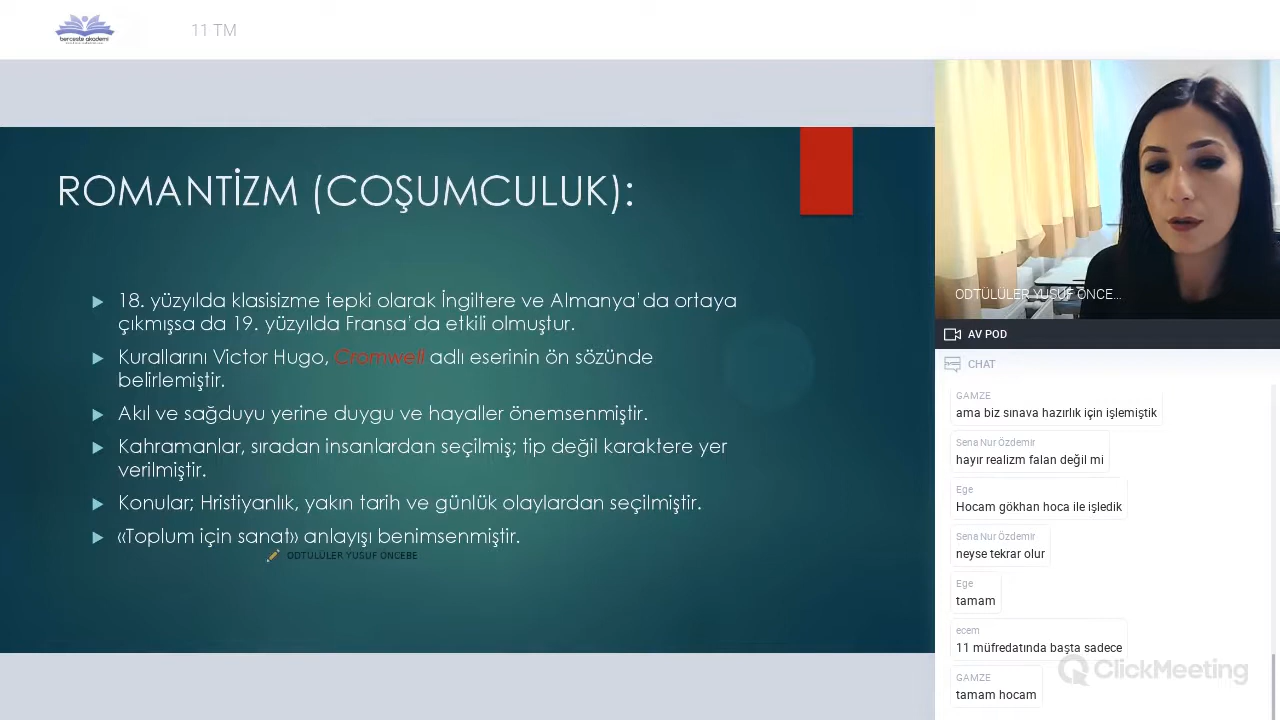 berceste akademi
11 TM
ROMANTİZM (COŞUMCULUK):
18. yüzyılda klasisizme tepki olarak İngiltere ve Almanya'da ortaya
çıkmışsa da 19. yüzyılda Fransa'da etkili olmuştur.
Kurallarını Victor Hugo, Cromwell adlı eserinin ön sözünde
belirlemiştir.
Akıl ve sağduyu yerine duygu ve hayaller önemsenmiştir.
Kahramanlar, sıradan insanlardan seçilmiş; tip değil karaktere yer
verilmiştir.
Konular; Hristiyanlık, yakın tarih ve günlük olaylardan seçilmiştir.
«Toplum için sanat» anlayışı benimsenmiştir.
ODTÜLÜLER YUSUF ÖNCEBE
ODTÜLÜLER YUSUF ÖNCE...
AV POD
CHAT
GAMZE
ama biz sınava hazırlık için işlemiştik
Sena Nur Özdemir
hayır realizm falan değil mi
Ege
Hocam gökhan hoca ile işledik
Sena Nur Özdemir
neyse tekrar olur
Ege
tamam
ecem
11 müfredatında başta sadece
GAMZE
tamam hocam
ClickMeeting